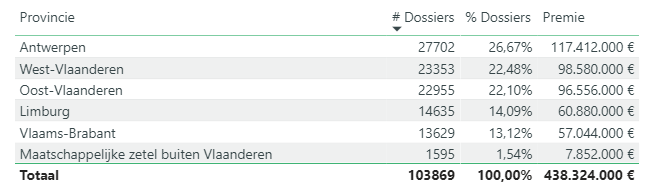 Provincie # Dossiers % Dossiers Premie
Antwerpen 27702 26,67% 117.412.000 €
West-Vlaanderen 23353 22,48% 98.580.000 €
Oost-Vlaanderen 22955 22,10% 96.556.000 €
Limburg 14635 14,09% 60.880.000 €
Vlaams-Brabant 13629 13,12% 57.044.000 €
Maatschappelijke zetel buiten Vlaanderen 1595 1,54% 7.852.000 €
Totaal 103869 100,00% 438.324.000 €